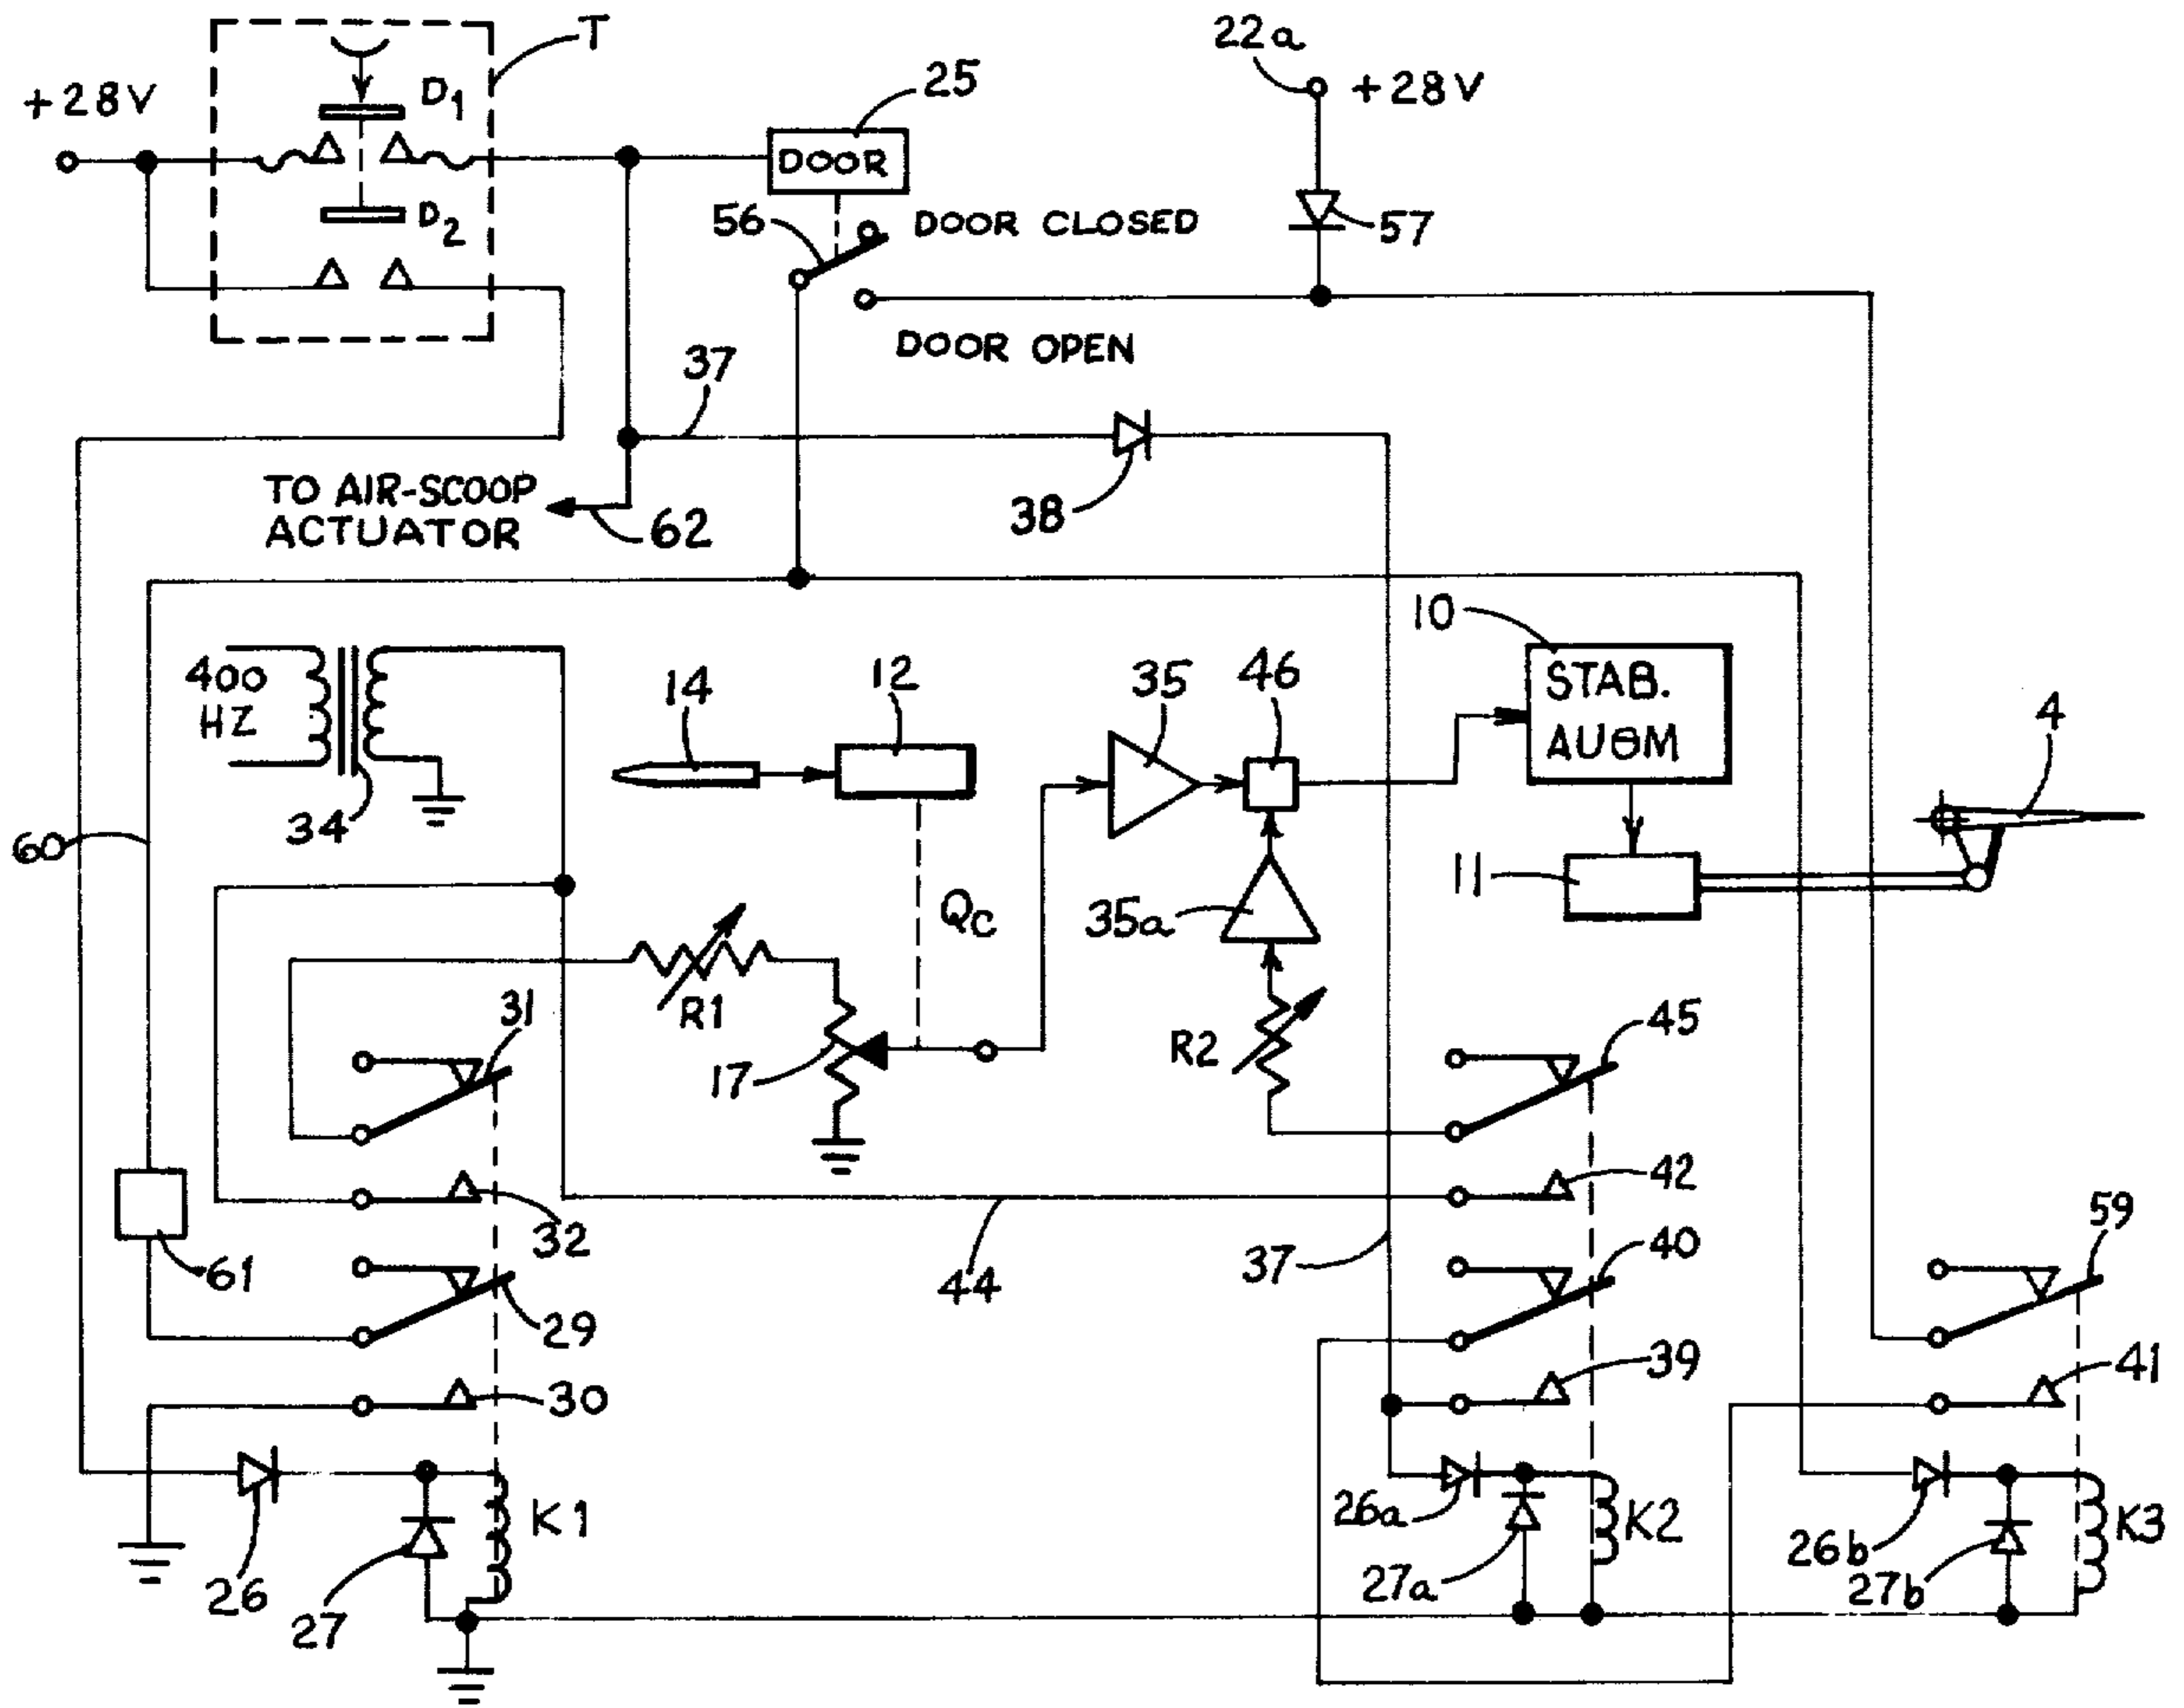 T
22a
+28V
D1
25
+28V
DOOR
D2
56
DOOR CLOSED
57
DOOR OPEN
37
TO AIR-SCOOP
ACTUATOR
62
38
10
400
HZ
14
12
35
46
STAB.
AUGM
4
34
60
11
QC
35a
R1
31
R2
45
17
42
32
59
61
37
40
44
29
39
41
30
K1
26a
K2
K3
26b
26
27a
27b
27